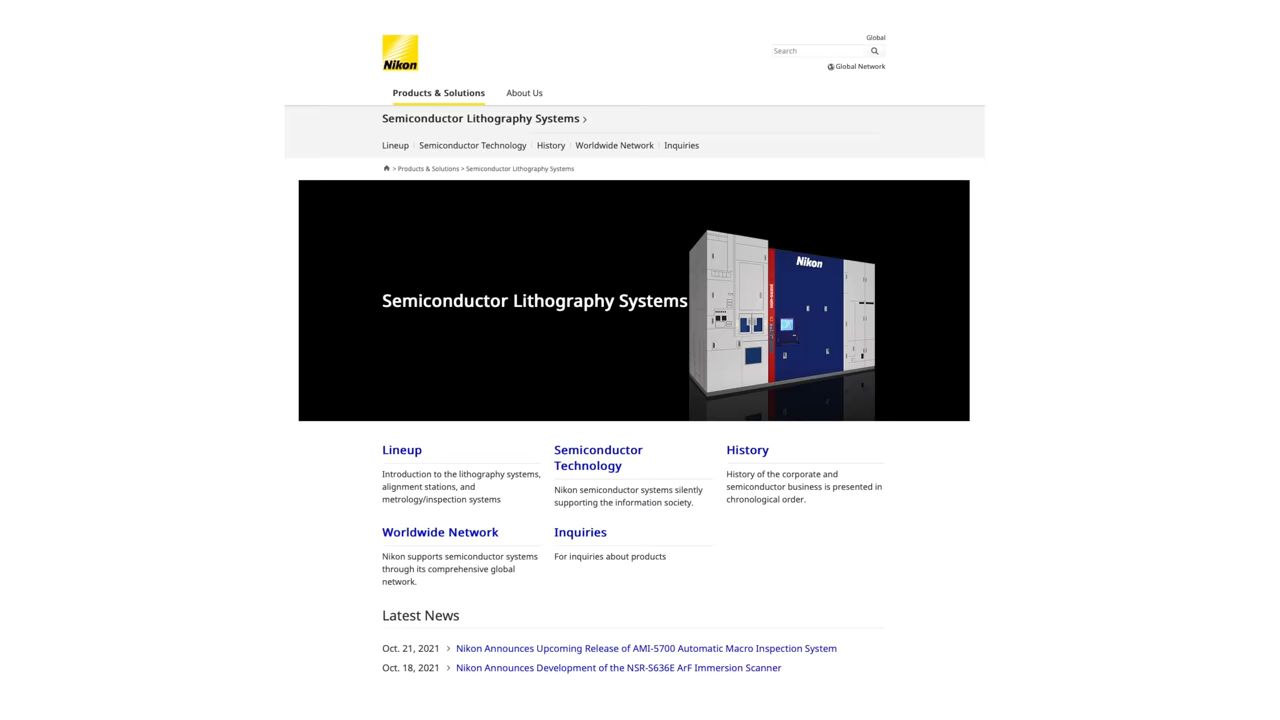 Nikon
Global
Search
Global Network
Products & Solutions
About Us
Semiconductor Lithography Systems
Lineup
Semiconductor Technology
History
Worldwide Network
Inquiries
> Products & Solutions > Semiconductor Lithography Systems
Semiconductor Lithography Systems
Nikon
Lineup
Introduction to the lithography systems,
alignment stations, and
metrology/inspection systems
Semiconductor
Technology
Nikon semiconductor systems silently
supporting the information society.
History
History of the corporate and
semiconductor business is presented in
chronological order.
Worldwide Network
Nikon supports semiconductor systems
through its comprehensive global
network.
Inquiries
For inquiries about products
Latest News
Oct. 21, 2021 > Nikon Announces Upcoming Release of AMI-5700 Automatic Macro Inspection System
Oct. 18, 2021 > Nikon Announces Development of the NSR-S636E ArF Immersion Scanner